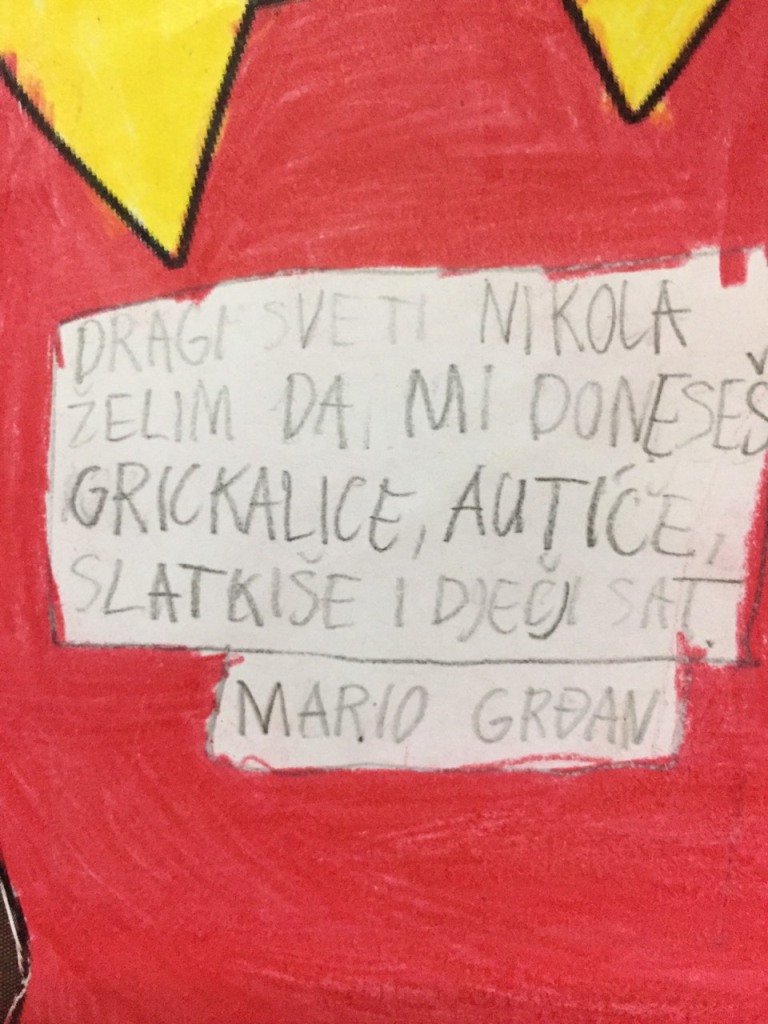 DRAGI SVETI NIKOLA
ŽELIM DA, MI DONESEŠ
GRICKALICE, AUTIĆE,
SLATKIŠE I DJEČJI SAT.
MARIO GRĐAN